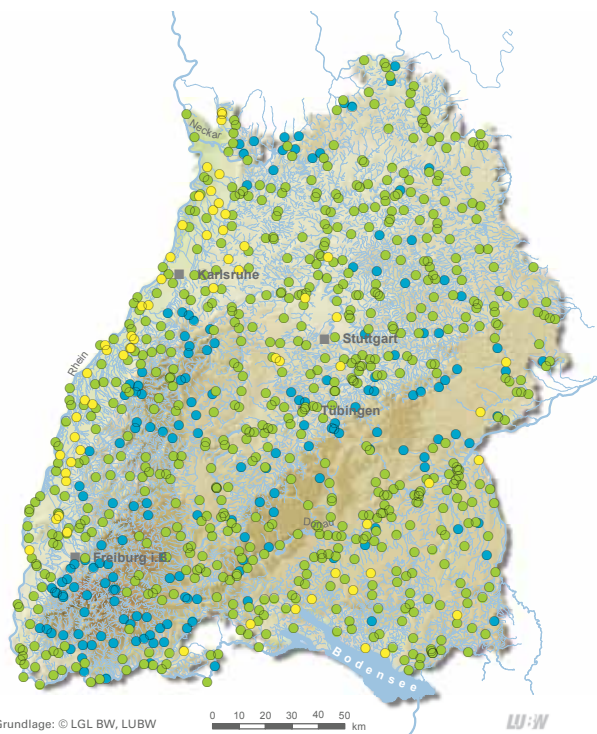 Neckar
Karlsruhe
Stuttgart
Rhein
Tübingen
Donau
Freiburg i.B.
Bodensee
Grundlage: © LGL BW, LUBW
0 10 20 30 40 50 km
LUBW